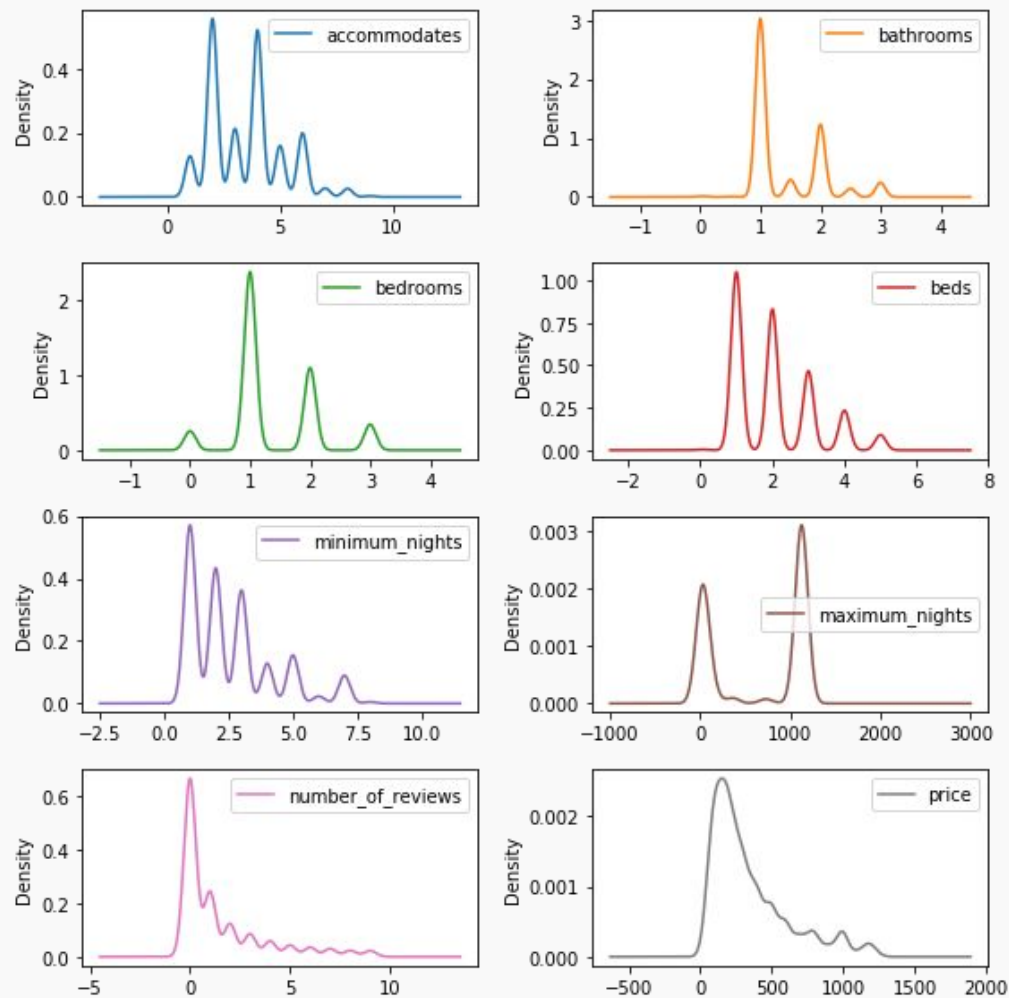 accommodates
Density
0.4
0.2
0.0
0 5 10
bathrooms
Density
3
2
1
0
−1 0 1 2 3 4
bedrooms
Density
2
1
0
−1 0 1 2 3 4
beds
Density
1.00
0.75
0.50
0.25
0.00
−2 0 2 4 6 8
minimum_nights
Density
0.6
0.4
0.2
0.0
−2.5 0.0 2.5 5.0 7.5 10.0
maximum_nights
Density
0.003
0.002
0.001
0.000
−1000 0 1000 2000 3000
number_of_reviews
Density
0.6
0.4
0.2
0.0
−5 0 5 10
price
Density
0.002
0.001
0.000
−500 0 500 1000 1500 2000